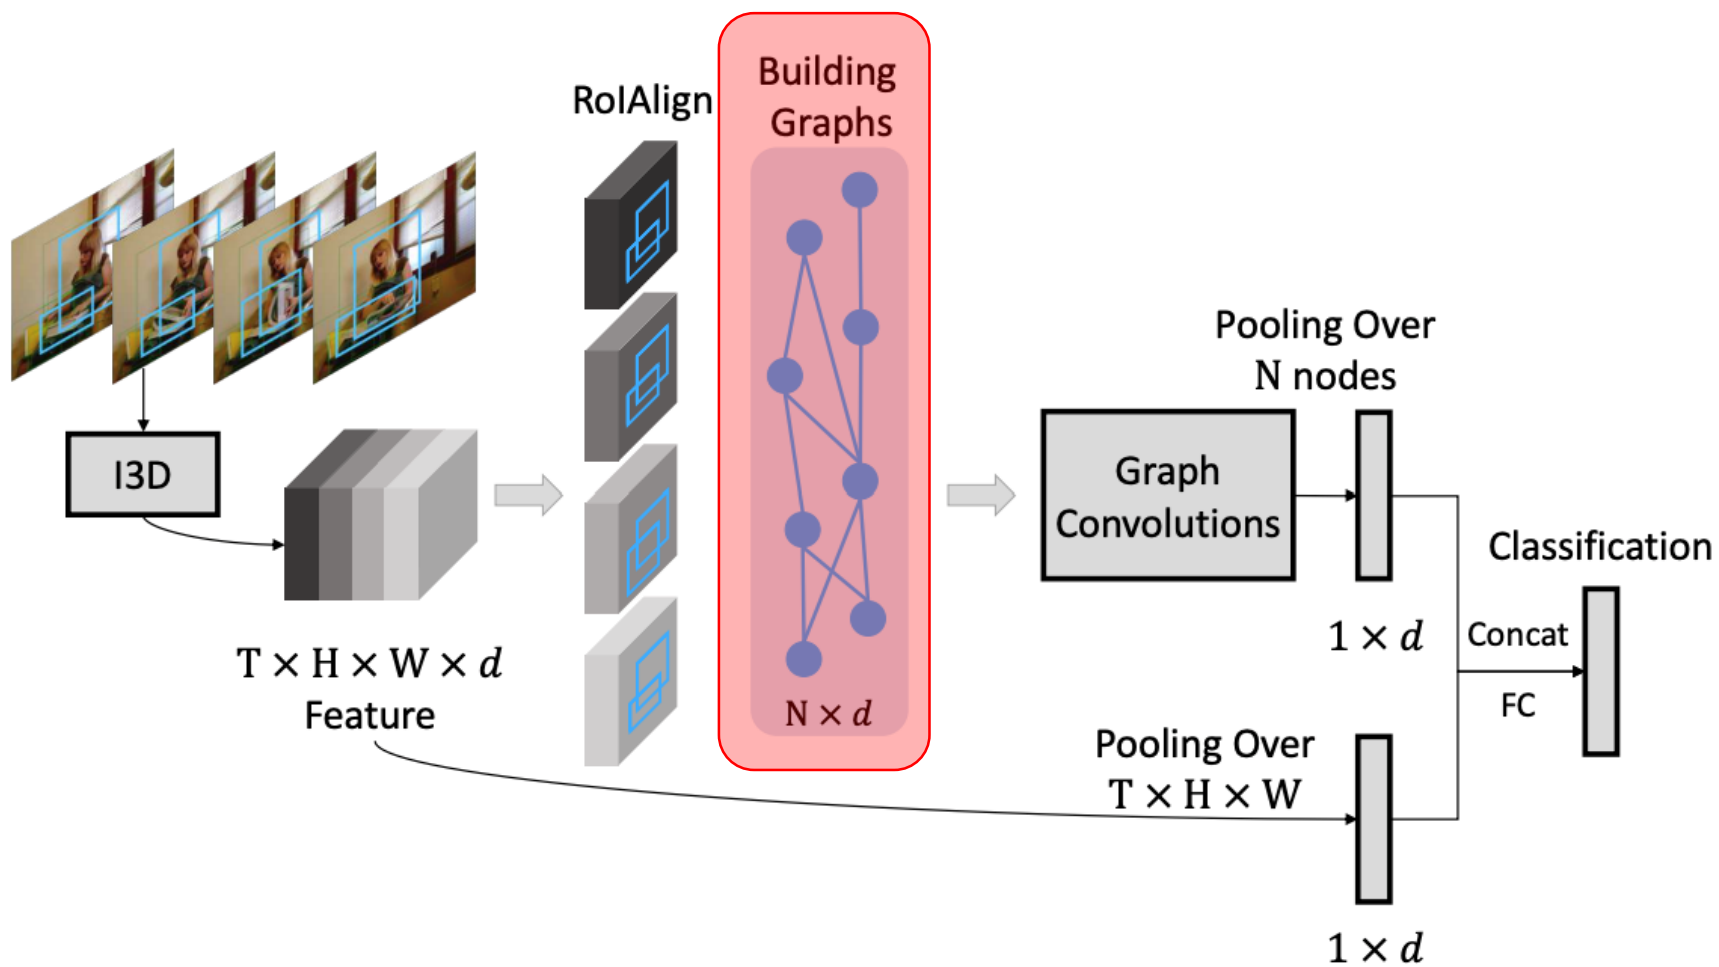 RoIAlign
Building
Graphs
N × d
I3D
T × H × W × d
Feature
Graph
Convolutions
Pooling Over
N nodes
1 × d
Pooling Over
T × H × W
1 × d
Concat
FC
Classification